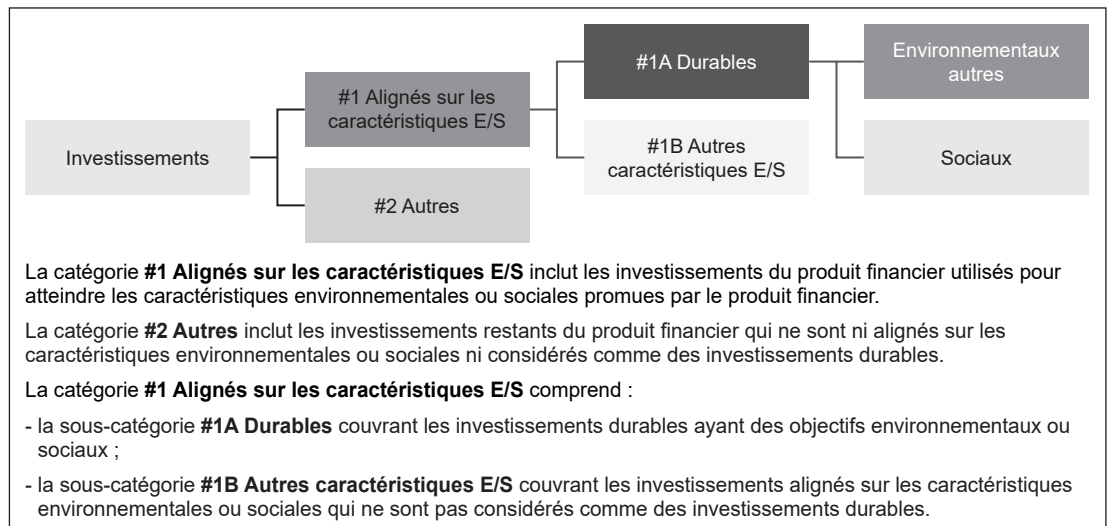 #1A Durables
Environnementaux
autres
#1 Alignés sur les
caractéristiques E/S
Investissements
#1B Autres
caractéristiques E/S
Sociaux
#2 Autres
La catégorie #1 Alignés sur les caractéristiques E/S inclut les investissements du produit financier utilisés pour
atteindre les caractéristiques environnementales ou sociales promues par le produit financier.
La catégorie #2 Autres inclut les investissements restants du produit financier qui ne sont ni alignés sur les
caractéristiques environnementales ou sociales ni considérés comme des investissements durables.
La catégorie #1 Alignés sur les caractéristiques E/S comprend :
- la sous-catégorie #1A Durables couvrant les investissements durables ayant des objectifs environnementaux ou
sociaux ;
- la sous-catégorie #1B Autres caractéristiques E/S couvrant les investissements alignés sur les caractéristiques
environnementales ou sociales qui ne sont pas considérés comme des investissements durables.